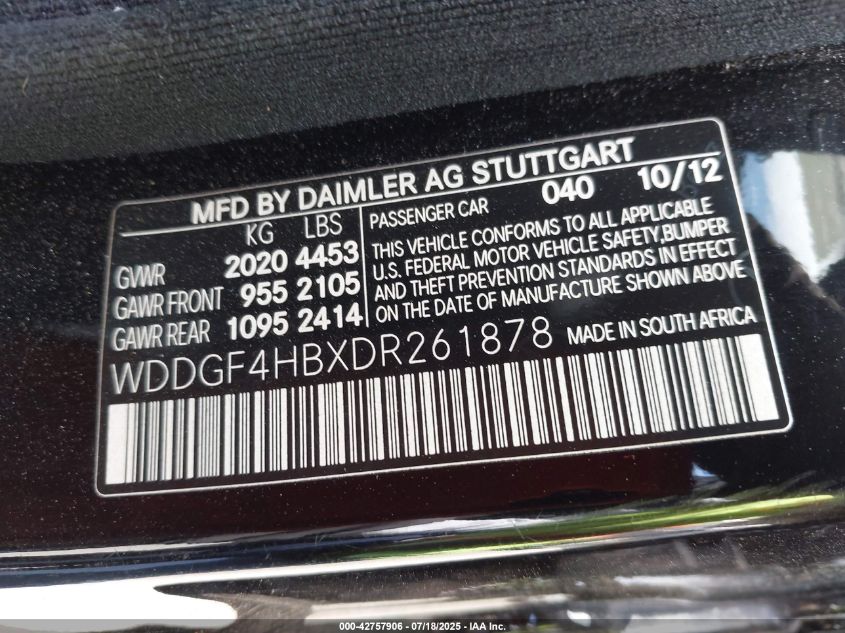 MFD BY DAIMLER AG STUTTGART
KG LBS
GVWR 2020 4453
GAWR FRONT 955 2105
GAWR REAR 1095 2414
PASSENGER CAR 040 10/12
THIS VEHICLE CONFORMS TO ALL APPLICABLE
U.S. FEDERAL MOTOR VEHICLE SAFETY,BUMPER
AND THEFT PREVENTION STANDARDS IN EFFECT
ON THE DATE OF MANUFACTURE SHOWN ABOVE
WDDGF4HBXDR261878 MADE IN SOUTH AFRICA
000-42757906 - 07/18/2025 - IAA Inc.